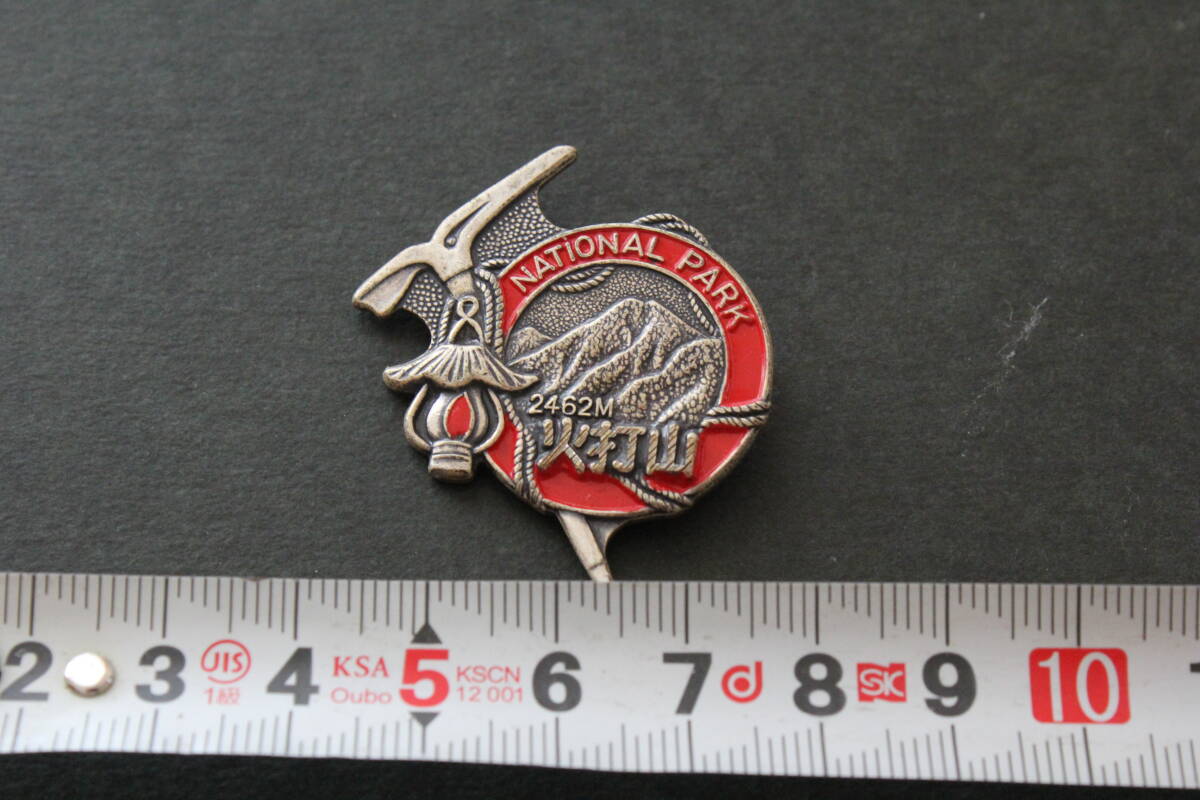 NATIONAL PARK
2462M
火打山
2 3 JIS 1級 4 KSA Oubo 5 KSCN 12 001 6 7 d 8 SK 9 10